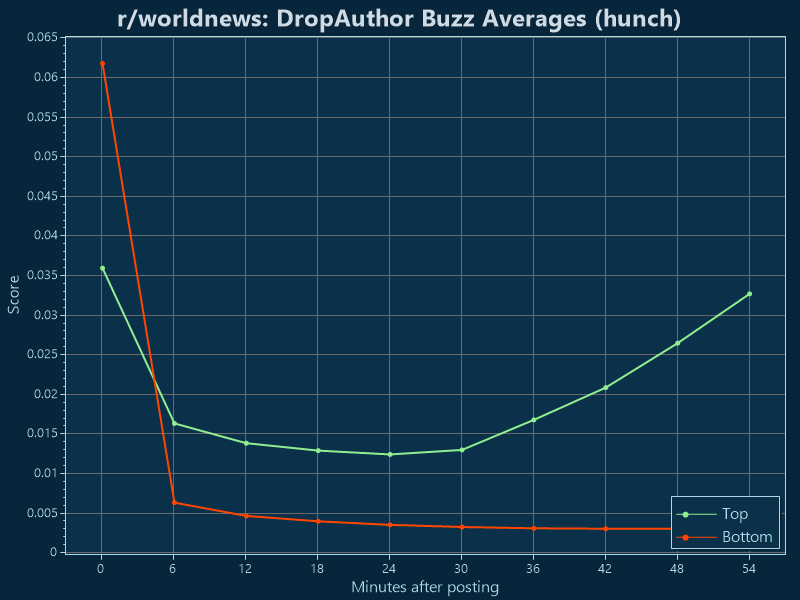 r/worldnews: DropAuthor Buzz Averages (hunch)
0.065
0.06
0.055
0.05
0.045
0.04
0.035
0.03
0.025
0.02
0.015
0.01
0.005
0
Score
Top
Bottom
0 6 12 18 24 30 36 42 48 54
Minutes after posting